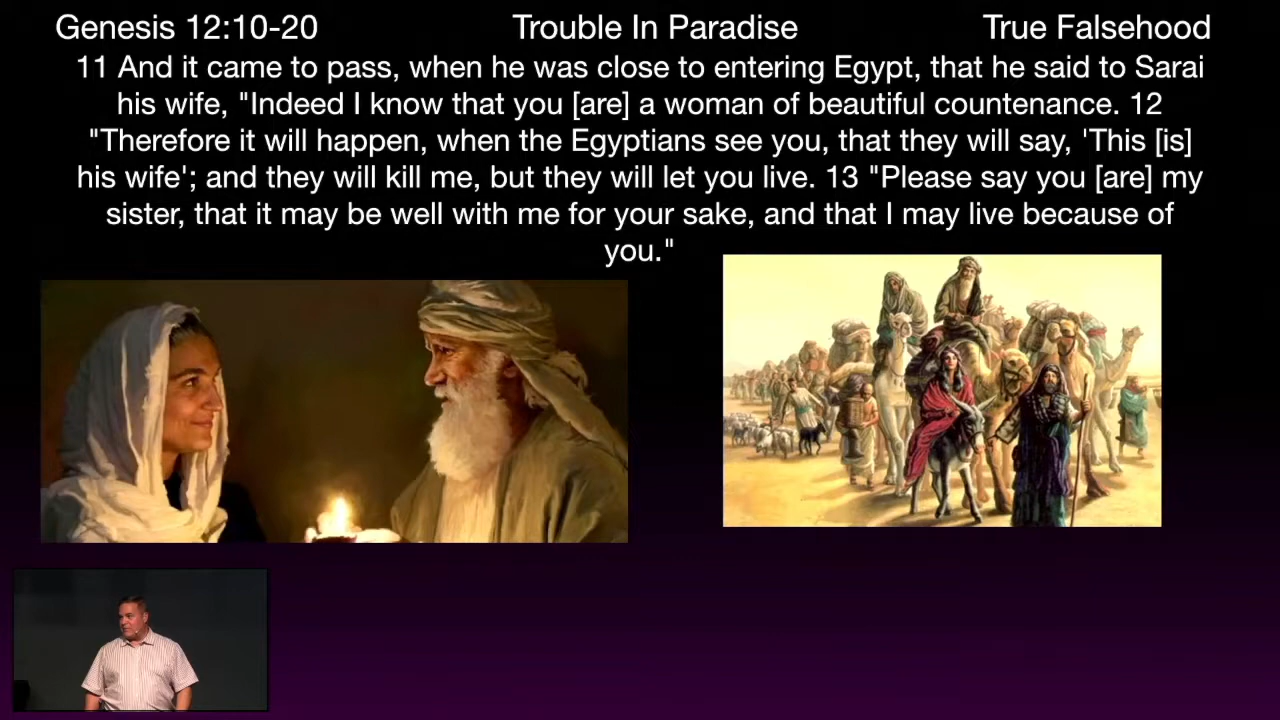 Genesis 12:10-20 Trouble In Paradise True Falsehood
11 And it came to pass, when he was close to entering Egypt, that he said to Sarai
his wife, "Indeed I know that you [are] a woman of beautiful countenance. 12
"Therefore it will happen, when the Egyptians see you, that they will say, 'This [is]
his wife'; and they will kill me, but they will let you live. 13 "Please say you [are] my
sister, that it may be well with me for your sake, and that I may live because of
you."